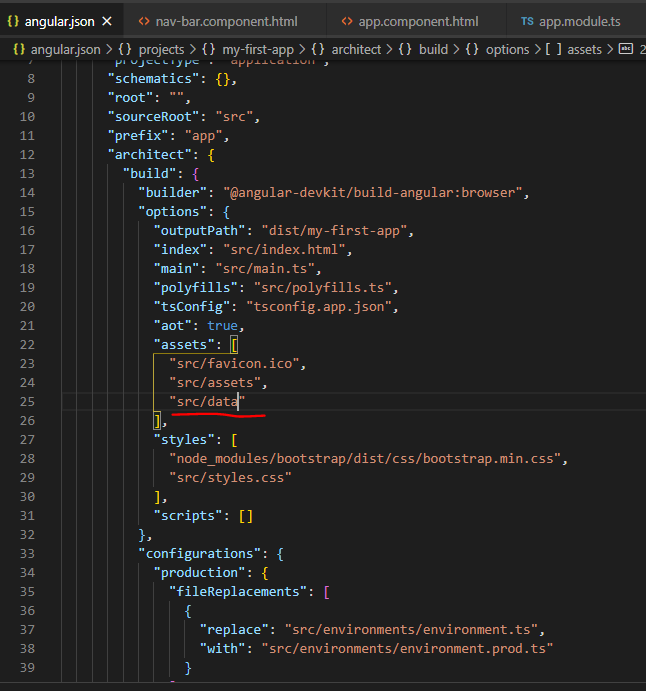 {} angular.json × <> nav-bar.component.html <> app.component.html TS app.module.ts
{} angular.json > {} projects > {} my-first-app > {} architect > {} build > {} options > [ ] assets > abc 2
7 "projectType": "application",
8 "schematics": {},
9 "root": "",
10 "sourceRoot": "src",
11 "prefix": "app",
12 "architect": {
13 "build": {
14 "builder": "@angular-devkit/build-angular:browser",
15 "options": {
16 "outputPath": "dist/my-first-app",
17 "index": "src/index.html",
18 "main": "src/main.ts",
19 "polyfills": "src/polyfills.ts",
20 "tsConfig": "tsconfig.app.json",
21 "aot": true,
22 "assets": [
23 "src/favicon.ico",
24 "src/assets",
25 "src/data"
26 ],
27 "styles": [
28 "node_modules/bootstrap/dist/css/bootstrap.min.css",
29 "src/styles.css"
30 ],
31 "scripts": []
32 },
33 "configurations": {
34 "production": {
35 "fileReplacements": [
36 {
37 "replace": "src/environments/environment.ts",
38 "with": "src/environments/environment.prod.ts"
39 }